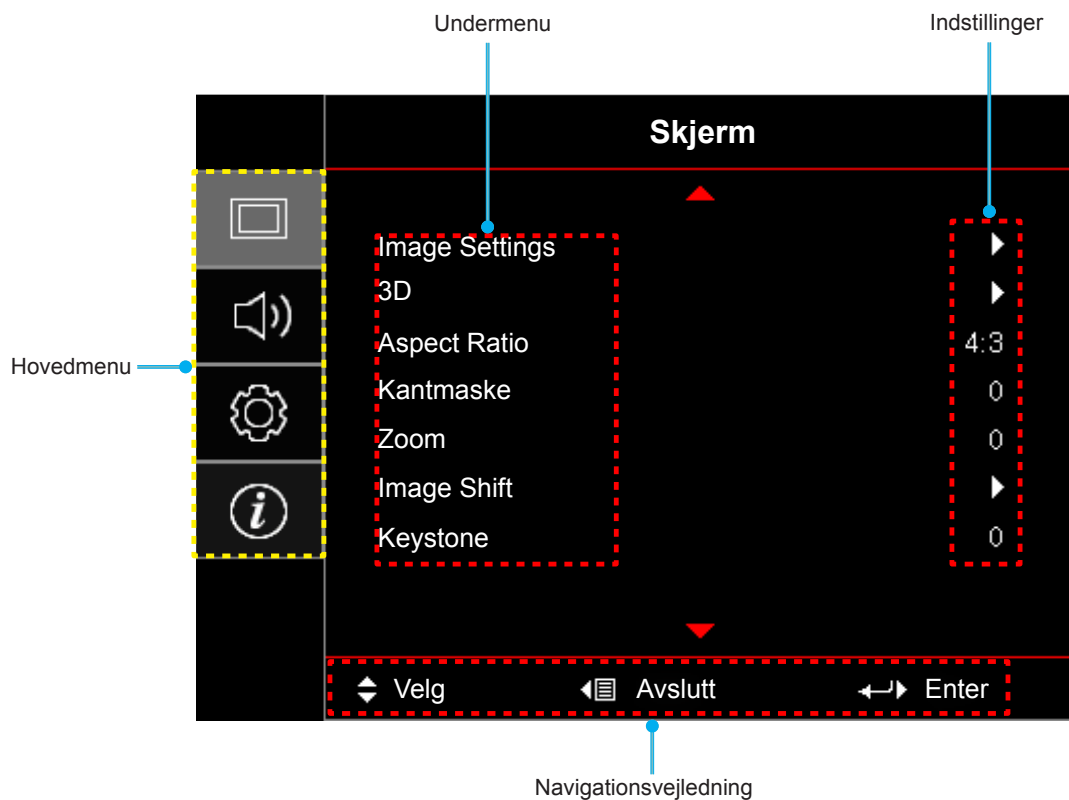 Undermenu
Indstillinger
Skjerm
Image Settings
3D
Aspect Ratio 4:3
Hovedmenu
Kantmaske 0
Zoom 0
Image Shift
Keystone 0
Velg Avslutt Enter
Navigationsvejledning